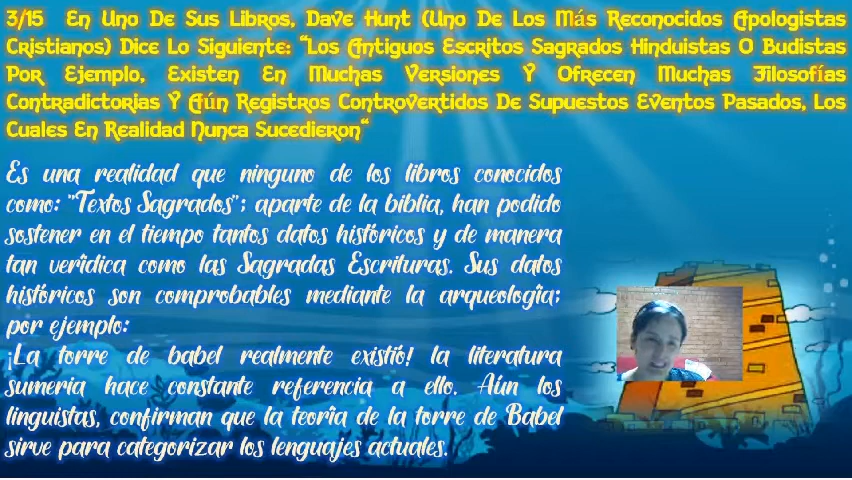 3/15 En Uno De Sus Libros, Dave Hunt (Uno De Los Más Reconocidos Apologistas
Cristianos) Dice Lo Siguiente: “Los Antiguos Escritos Sagrados Hinduistas O Budistas
Por Ejemplo, Existen En Muchas Versiones Y Ofrecen Muchas Filosofías
Contradictorias Y Aún Registros Controvertidos De Supuestos Eventos Pasados, Los
Cuales En Realidad Nunca Sucedieron“
Es una realidad que ninguno de los libros conocidos
como: "Textos Sagrados"; aparte de la biblia, han podido
sostener en el tiempo tantos datos históricos y de manera
tan verídica como las Sagradas Escrituras. Sus datos
históricos son comprobables mediante la arqueología;
por ejemplo:
¡La torre de babel realmente existió! la literatura
sumeria hace constante referencia a ello. Aún los
linguistas, confirman que la teoría de la torre de Babel
sirve para categorizar los lenguajes actuales.